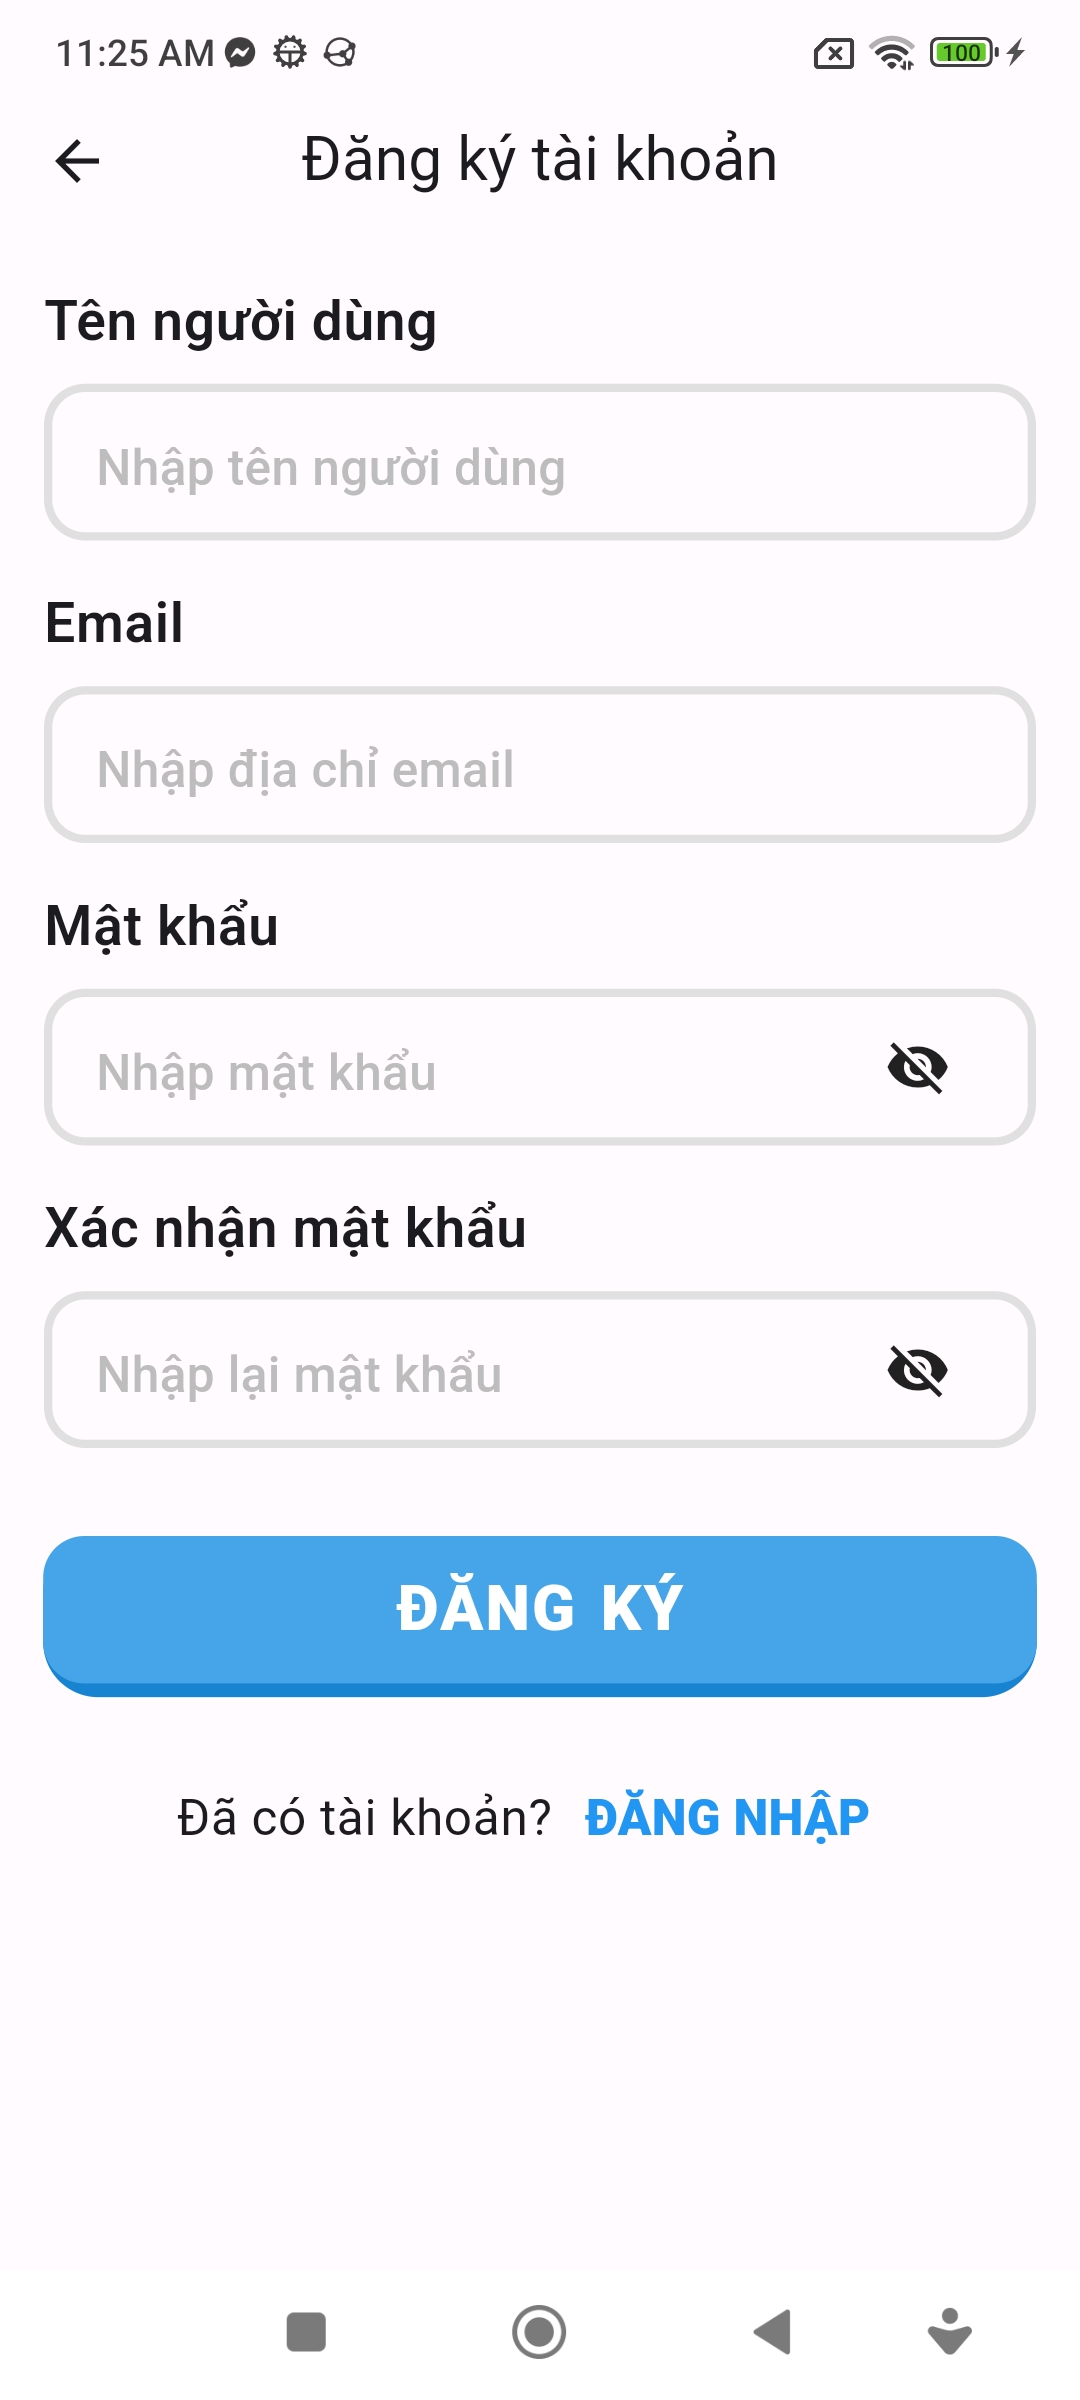 11:25 AM
100
Đăng ký tài khoản
Tên người dùng
Nhập tên người dùng
Email
Nhập địa chỉ email
Mật khẩu
Nhập mật khẩu
Xác nhận mật khẩu
Nhập lại mật khẩu
ĐĂNG KÝ
Đã có tài khoản? ĐĂNG NHẬP